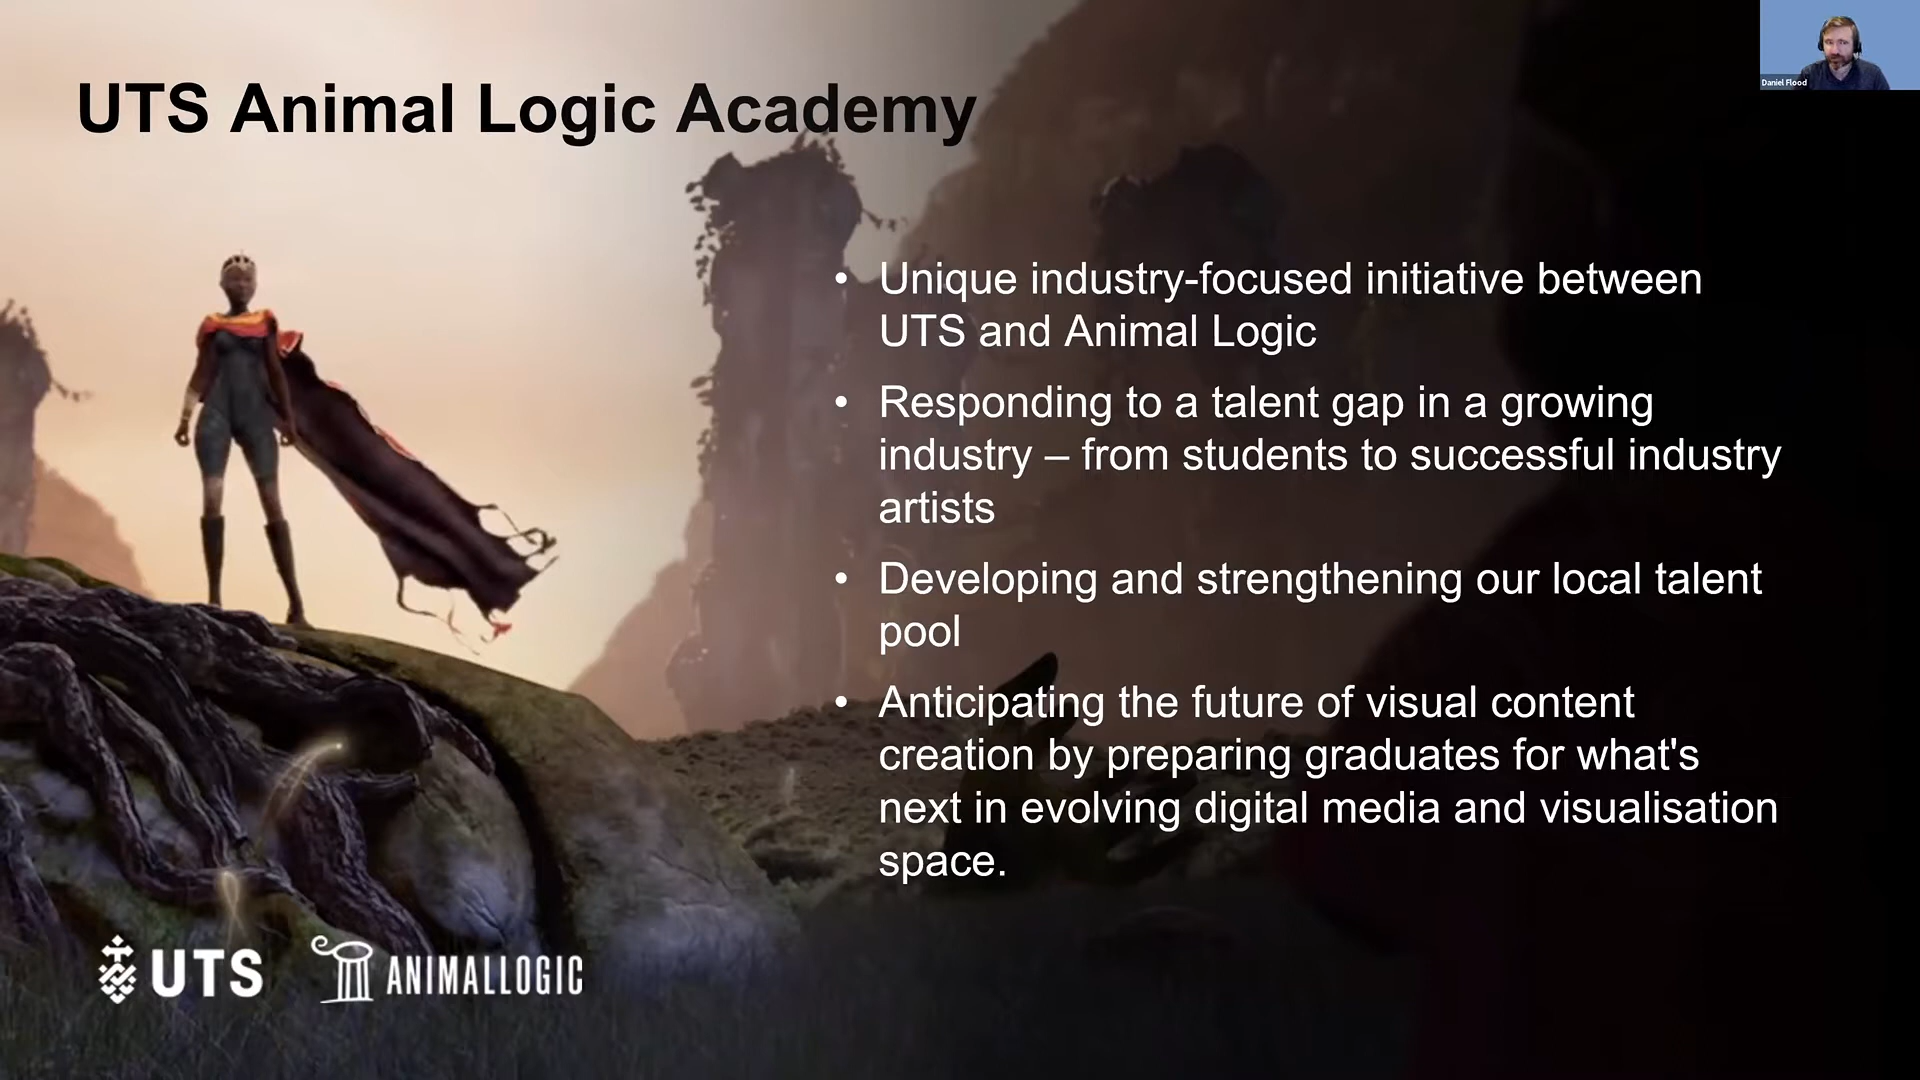 UTS Animal Logic Academy
Daniel Flood
• Unique industry-focused initiative between
UTS and Animal Logic
• Responding to a talent gap in a growing
industry – from students to successful industry
artists
• Developing and strengthening our local talent
pool
• Anticipating the future of visual content
creation by preparing graduates for what's
next in evolving digital media and visualisation
space.
UTS ANIMALLOGIC